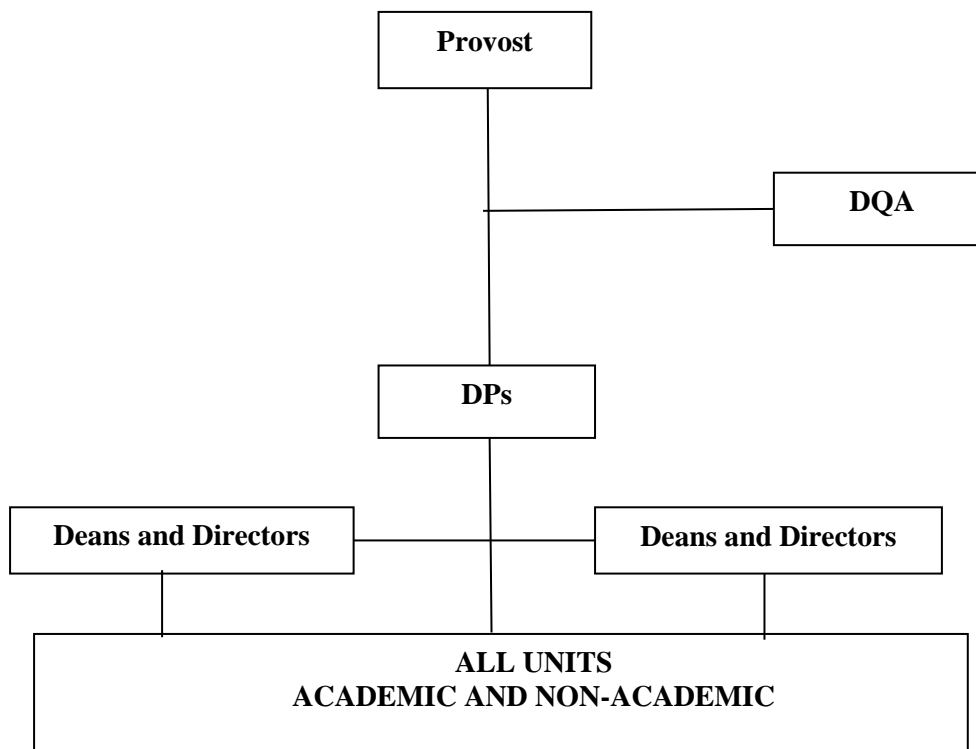 Provost
DQA
DPs
Deans and Directors
Deans and Directors
ALL UNITS
ACADEMIC AND NON-ACADEMIC